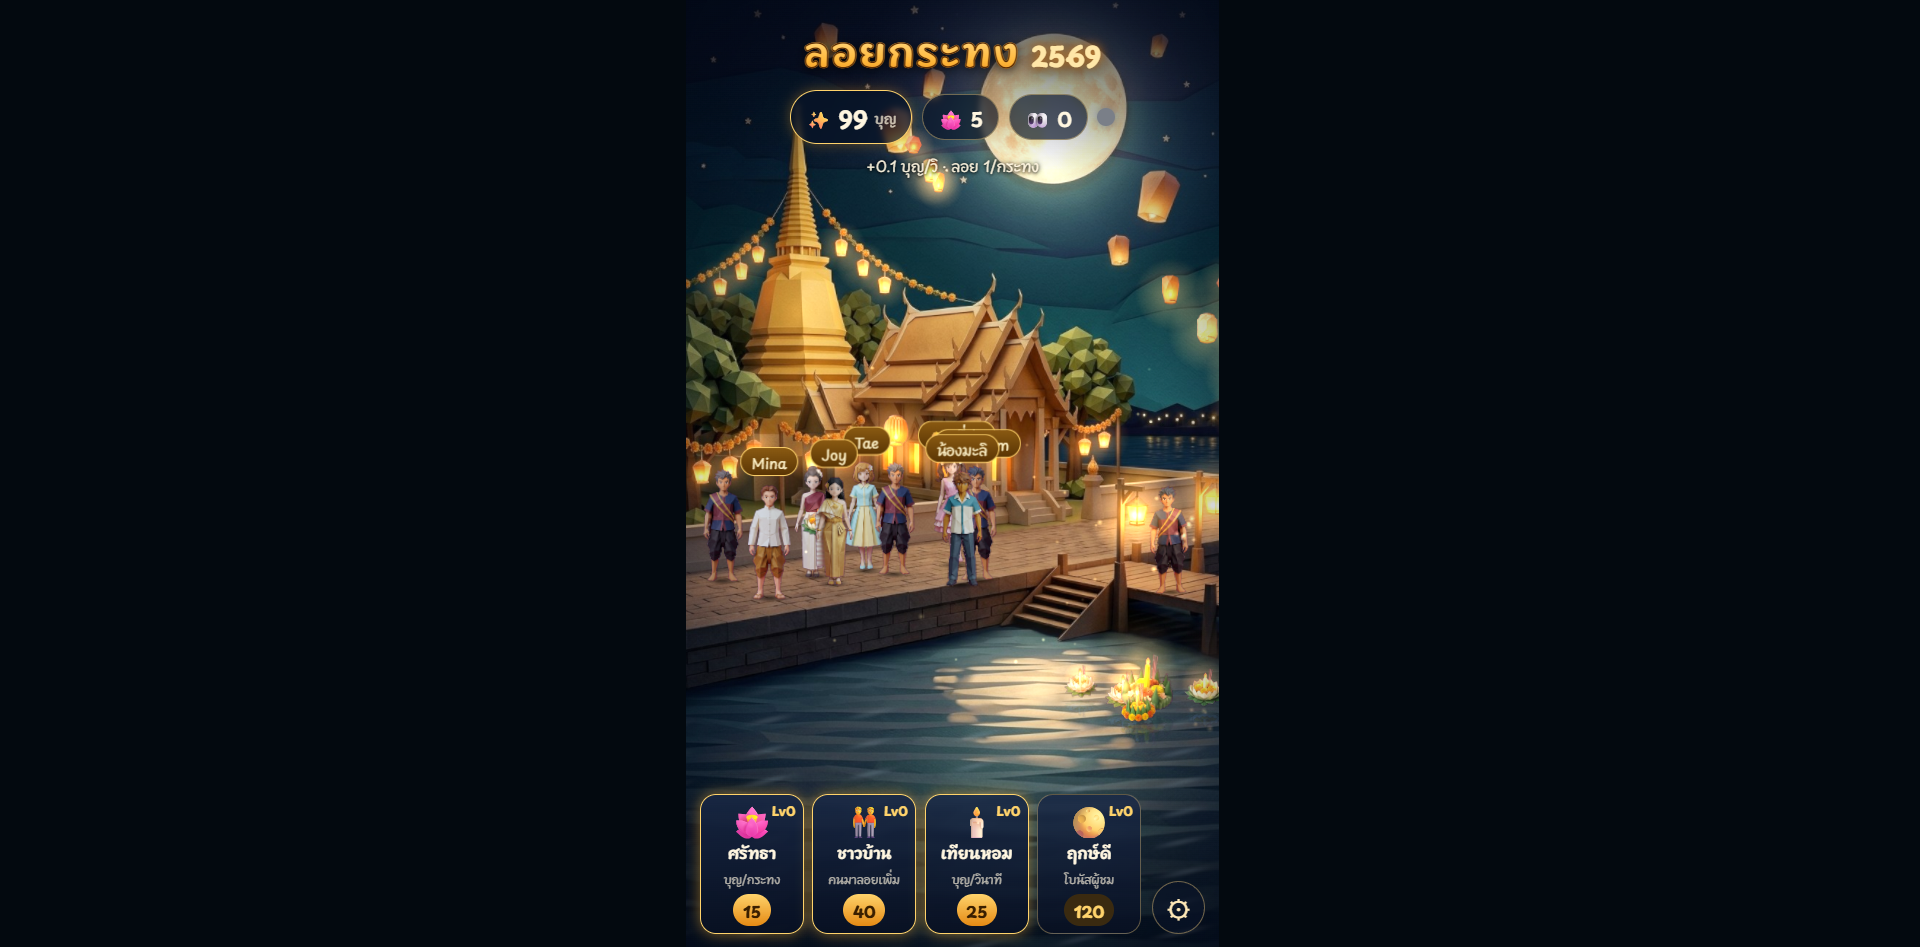 ลอยกระทง 2569
99 บุญ 5 0
+0.1 บุญ/วิ · ลอย 1/กระทง
Tae
Joy
Mina
น้องมะลิ
Lv0 Lv0 Lv0 Lv0
ศรัทธา ชาวบ้าน เทียนหอม ฤกษ์ดี
บุญ/กระทง คนมาลอยเพิ่ม บุญ/วินาที โบนัสผู้ชม
15 40 25 120